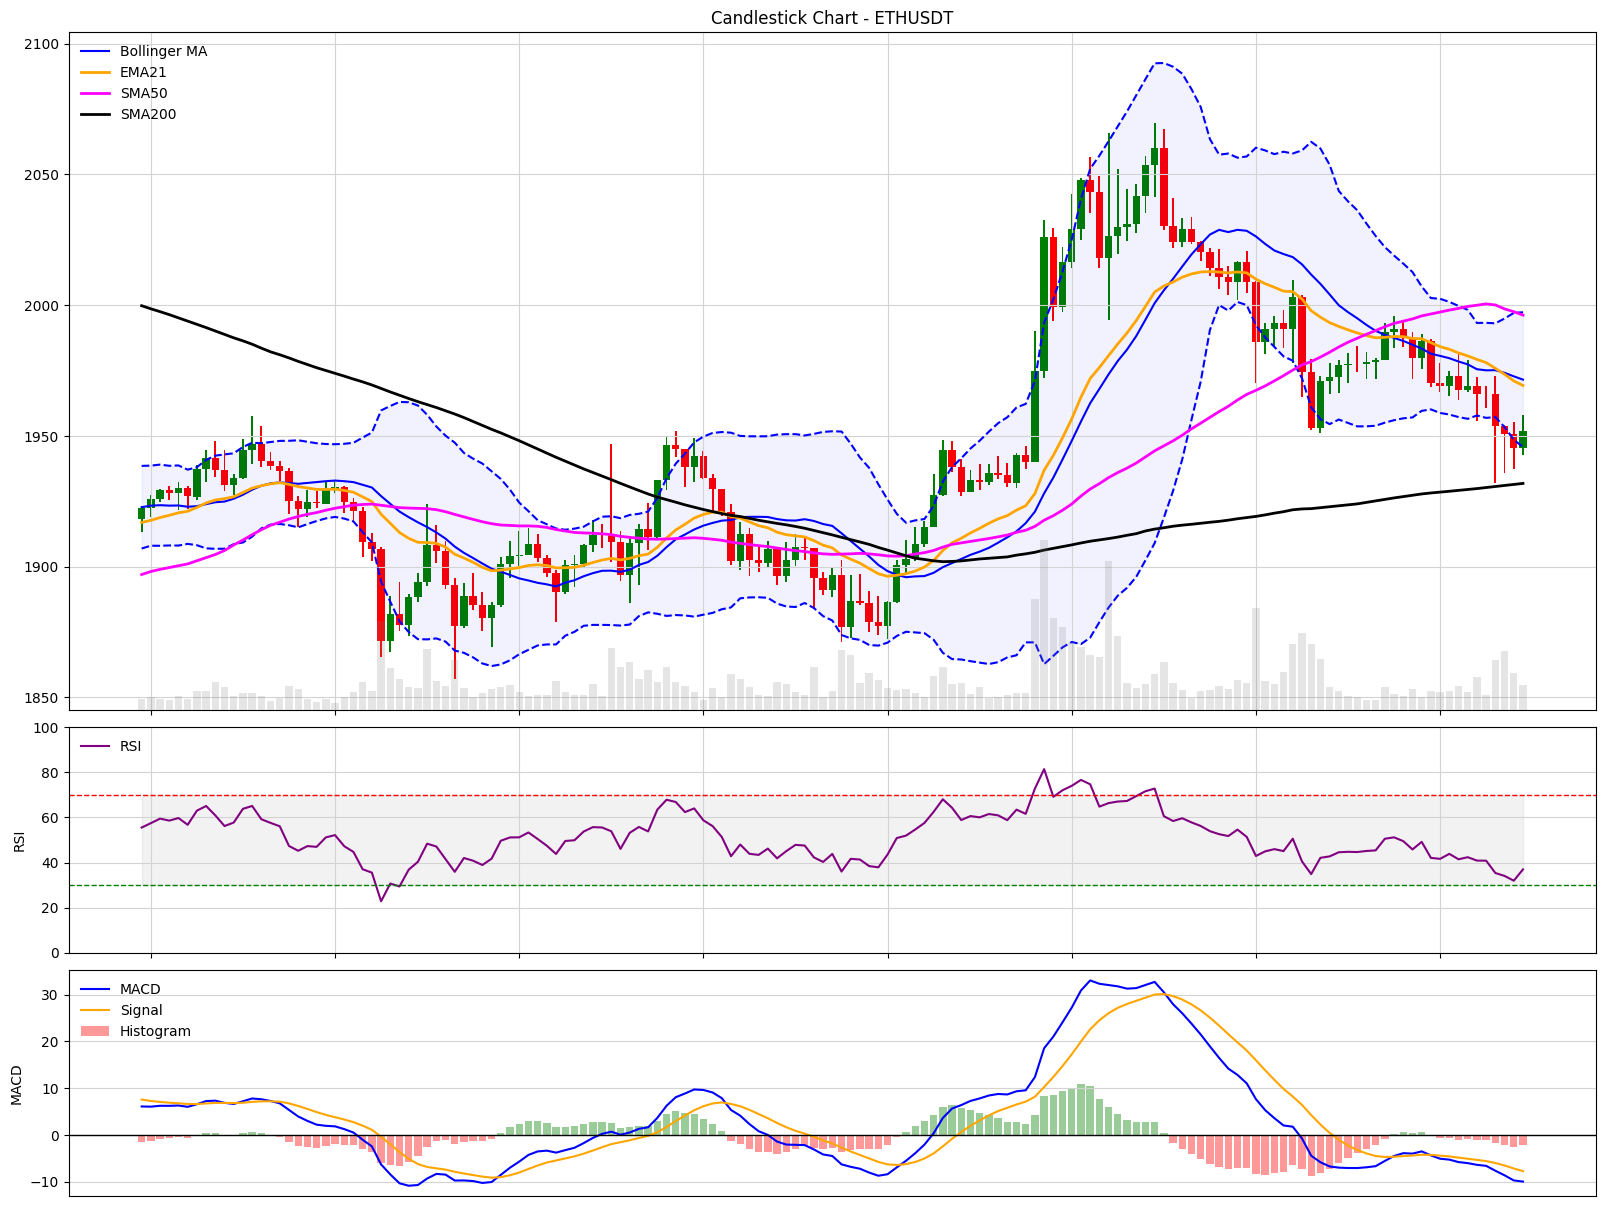 Candlestick Chart - ETHUSDT
Bollinger MA
EMA21
SMA50
SMA200
2100
2050
2000
1950
1900
1850
RSI
100
80
60
40
20
0
RSI
MACD
Signal
Histogram
30
20
10
0
−10
MACD